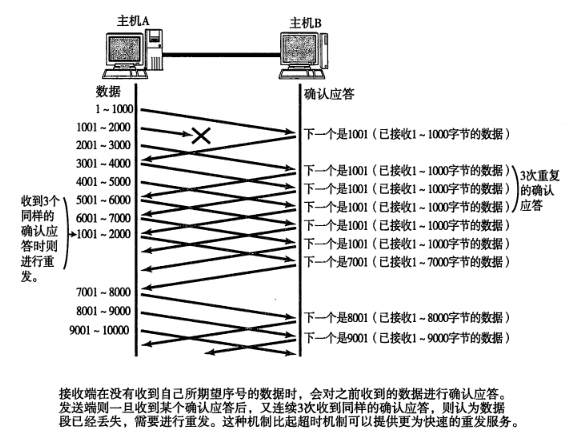 主机A
主机B
数据
确认应答
1 ~ 1000
1001 ~ 2000
2001 ~ 3000
3001 ~ 4000
4001 ~ 5000
5001 ~ 6000
6001 ~ 7000
1001 ~ 2000
7001 ~ 8000
8001 ~ 9000
9001 ~ 10000
收到3个
同样的
确认应
答时则
进行重
发。
下一个是1001（已接收1 ~ 1000字节的数据）
下一个是1001（已接收1 ~ 1000字节的数据）
下一个是1001（已接收1 ~ 1000字节的数据）
下一个是1001（已接收1 ~ 1000字节的数据）
下一个是1001（已接收1 ~ 1000字节的数据）
下一个是1001（已接收1 ~ 1000字节的数据）
下一个是7001（已接收1 ~ 7000字节的数据）
下一个是8001（已接收1 ~ 8000字节的数据）
下一个是9001（已接收1 ~ 9000字节的数据）
3次重复
的确认
应答
接收端在没有收到自己所期望序号的数据时，会对之前收到的数据进行确认应答。
发送端则一旦收到某个确认应答后，又连续3次收到同样的确认应答，则认为数据
段已经丢失，需要进行重发。这种机制比起超时机制可以提供更为快速的重发服务。